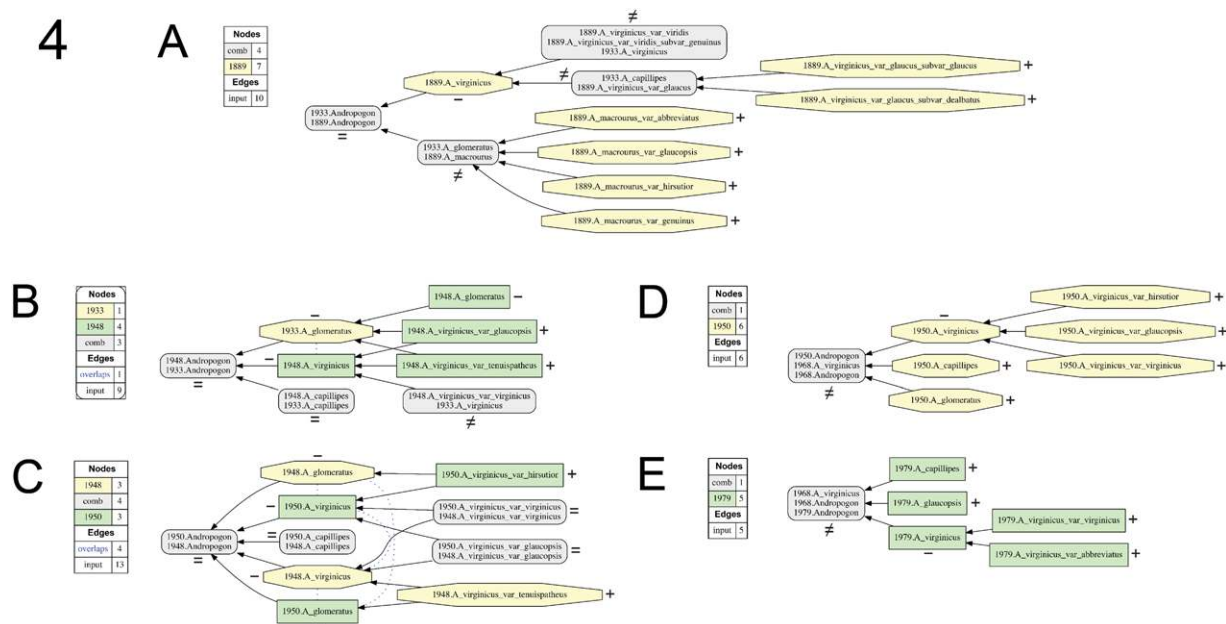 4
A
Nodes
comb 4
1889 7
Edges
input 10
≠
1889.A_virginicus_var_viridis
1889.A_virginicus_var_viridis_subvar_genuinus
1933.A_virginicus
1889.A_virginicus
−
≠
1933.A_capillipes
1889.A_virginicus_var_glaucus
1889.A_virginicus_var_glaucus_subvar_glaucus +
1889.A_virginicus_var_glaucus_subvar_dealbatus +
1933.Andropogon
1889.Andropogon
=
1933.A_glomeratus
1889.A_macrourus
≠
1889.A_macrourus_var_abbreviatus +
1889.A_macrourus_var_glaucopsis +
1889.A_macrourus_var_hirsutior +
1889.A_macrourus_var_genuinus +
B
Nodes
1933 1
1948 4
comb 3
Edges
overlaps 1
input 9
1948.A_glomeratus −
−
1933.A_glomeratus
1948.A_virginicus_var_glaucopsis +
1948.Andropogon
1933.Andropogon
=
− 1948.A_virginicus
1948.A_virginicus_var_tenuispatheus +
1948.A_capillipes
1933.A_capillipes
=
1948.A_virginicus_var_virginicus
1933.A_virginicus
≠
C
Nodes
1948 3
comb 4
1950 3
Edges
overlaps 4
input 13
−
1948.A_glomeratus
1950.A_virginicus_var_hirsutior +
− 1950.A_virginicus
1950.A_virginicus_var_virginicus
1948.A_virginicus_var_virginicus
=
1950.Andropogon
1948.Andropogon
=
=
1950.A_capillipes
1948.A_capillipes
1950.A_virginicus_var_glaucopsis
1948.A_virginicus_var_glaucopsis
=
− 1948.A_virginicus
1948.A_virginicus_var_tenuispatheus +
1950.A_glomeratus
D
Nodes
comb 1
1950 6
Edges
input 6
1950.A_virginicus_var_hirsutior +
−
1950.A_virginicus
1950.A_virginicus_var_glaucopsis +
1950.Andropogon
1968.A_virginicus
1968.Andropogon
≠
1950.A_capillipes +
1950.A_virginicus_var_virginicus +
1950.A_glomeratus +
E
Nodes
comb 1
1979 5
Edges
input 5
1979.A_capillipes +
1968.A_virginicus
1968.Andropogon
1979.Andropogon
≠
1979.A_glaucopsis +
1979.A_virginicus
−
1979.A_virginicus_var_virginicus +
1979.A_virginicus_var_abbreviatus +